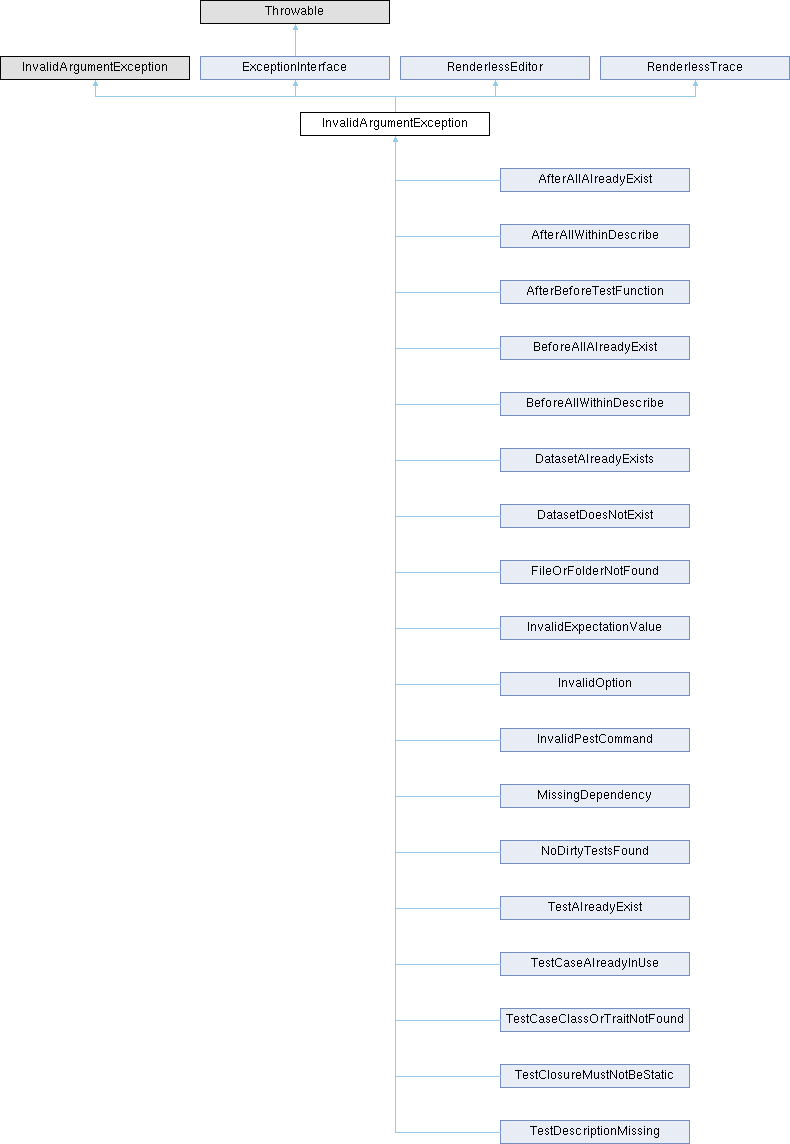 Throwable
InvalidArgumentException
ExceptionInterface
RenderlessEditor
RenderlessTrace
InvalidArgumentException
AfterAllAlreadyExist
AfterAllWithinDescribe
AfterBeforeTestFunction
BeforeAllAlreadyExist
BeforeAllWithinDescribe
DatasetAlreadyExists
DatasetDoesNotExist
FileOrFolderNotFound
InvalidExpectationValue
InvalidOption
InvalidPestCommand
MissingDependency
NoDirtyTestsFound
TestAlreadyExist
TestCaseAlreadyInUse
TestCaseClassOrTraitNotFound
TestClosureMustNotBeStatic
TestDescriptionMissing